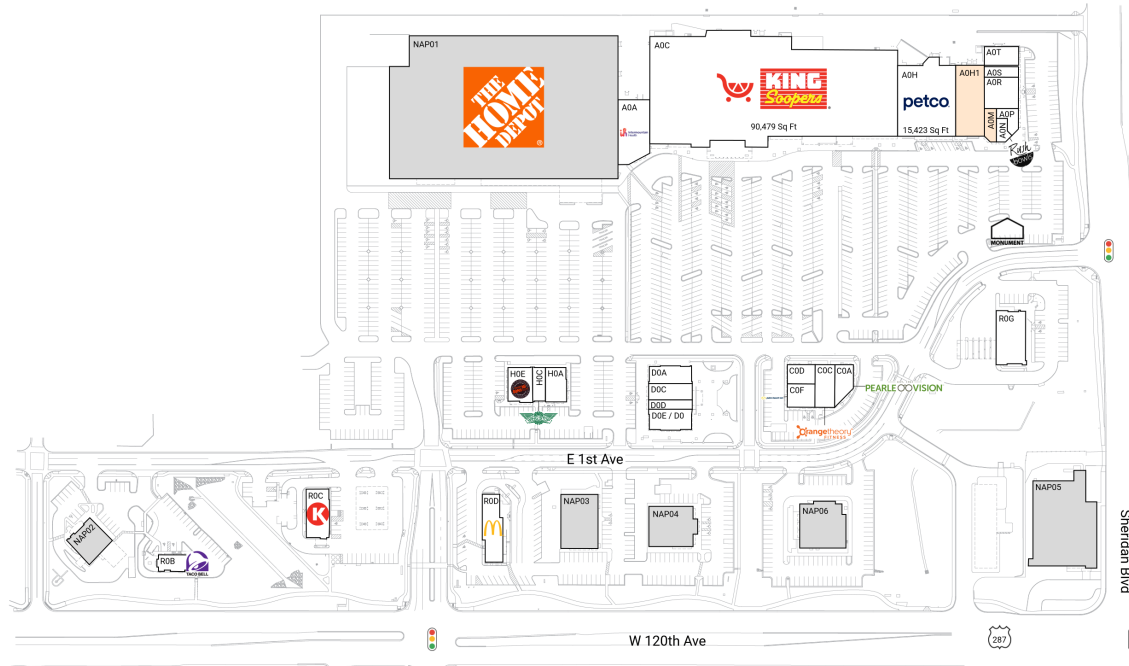 NAP01
THE
HOME
DEPOT
A0A
A0C
KING
Soopers
90,479 Sq Ft
A0H
petco
15,423 Sq Ft
A0H1
A0T
A0S
A0R
A0P
A0M
A0N
Rush
BOWLS
MONUMENT
R0G
H0E
H0C
H0A
D0A
D0C
D0D
D0E / D0
C0D
C0C
C0A
C0F
PEARLE VISION
Orangetheory
FITNESS
E 1st Ave
NAP02
R0B
TACO BELL
R0C
K
R0D
NAP03
NAP04
NAP06
NAP05
Sheridan Blvd
W 120th Ave
287